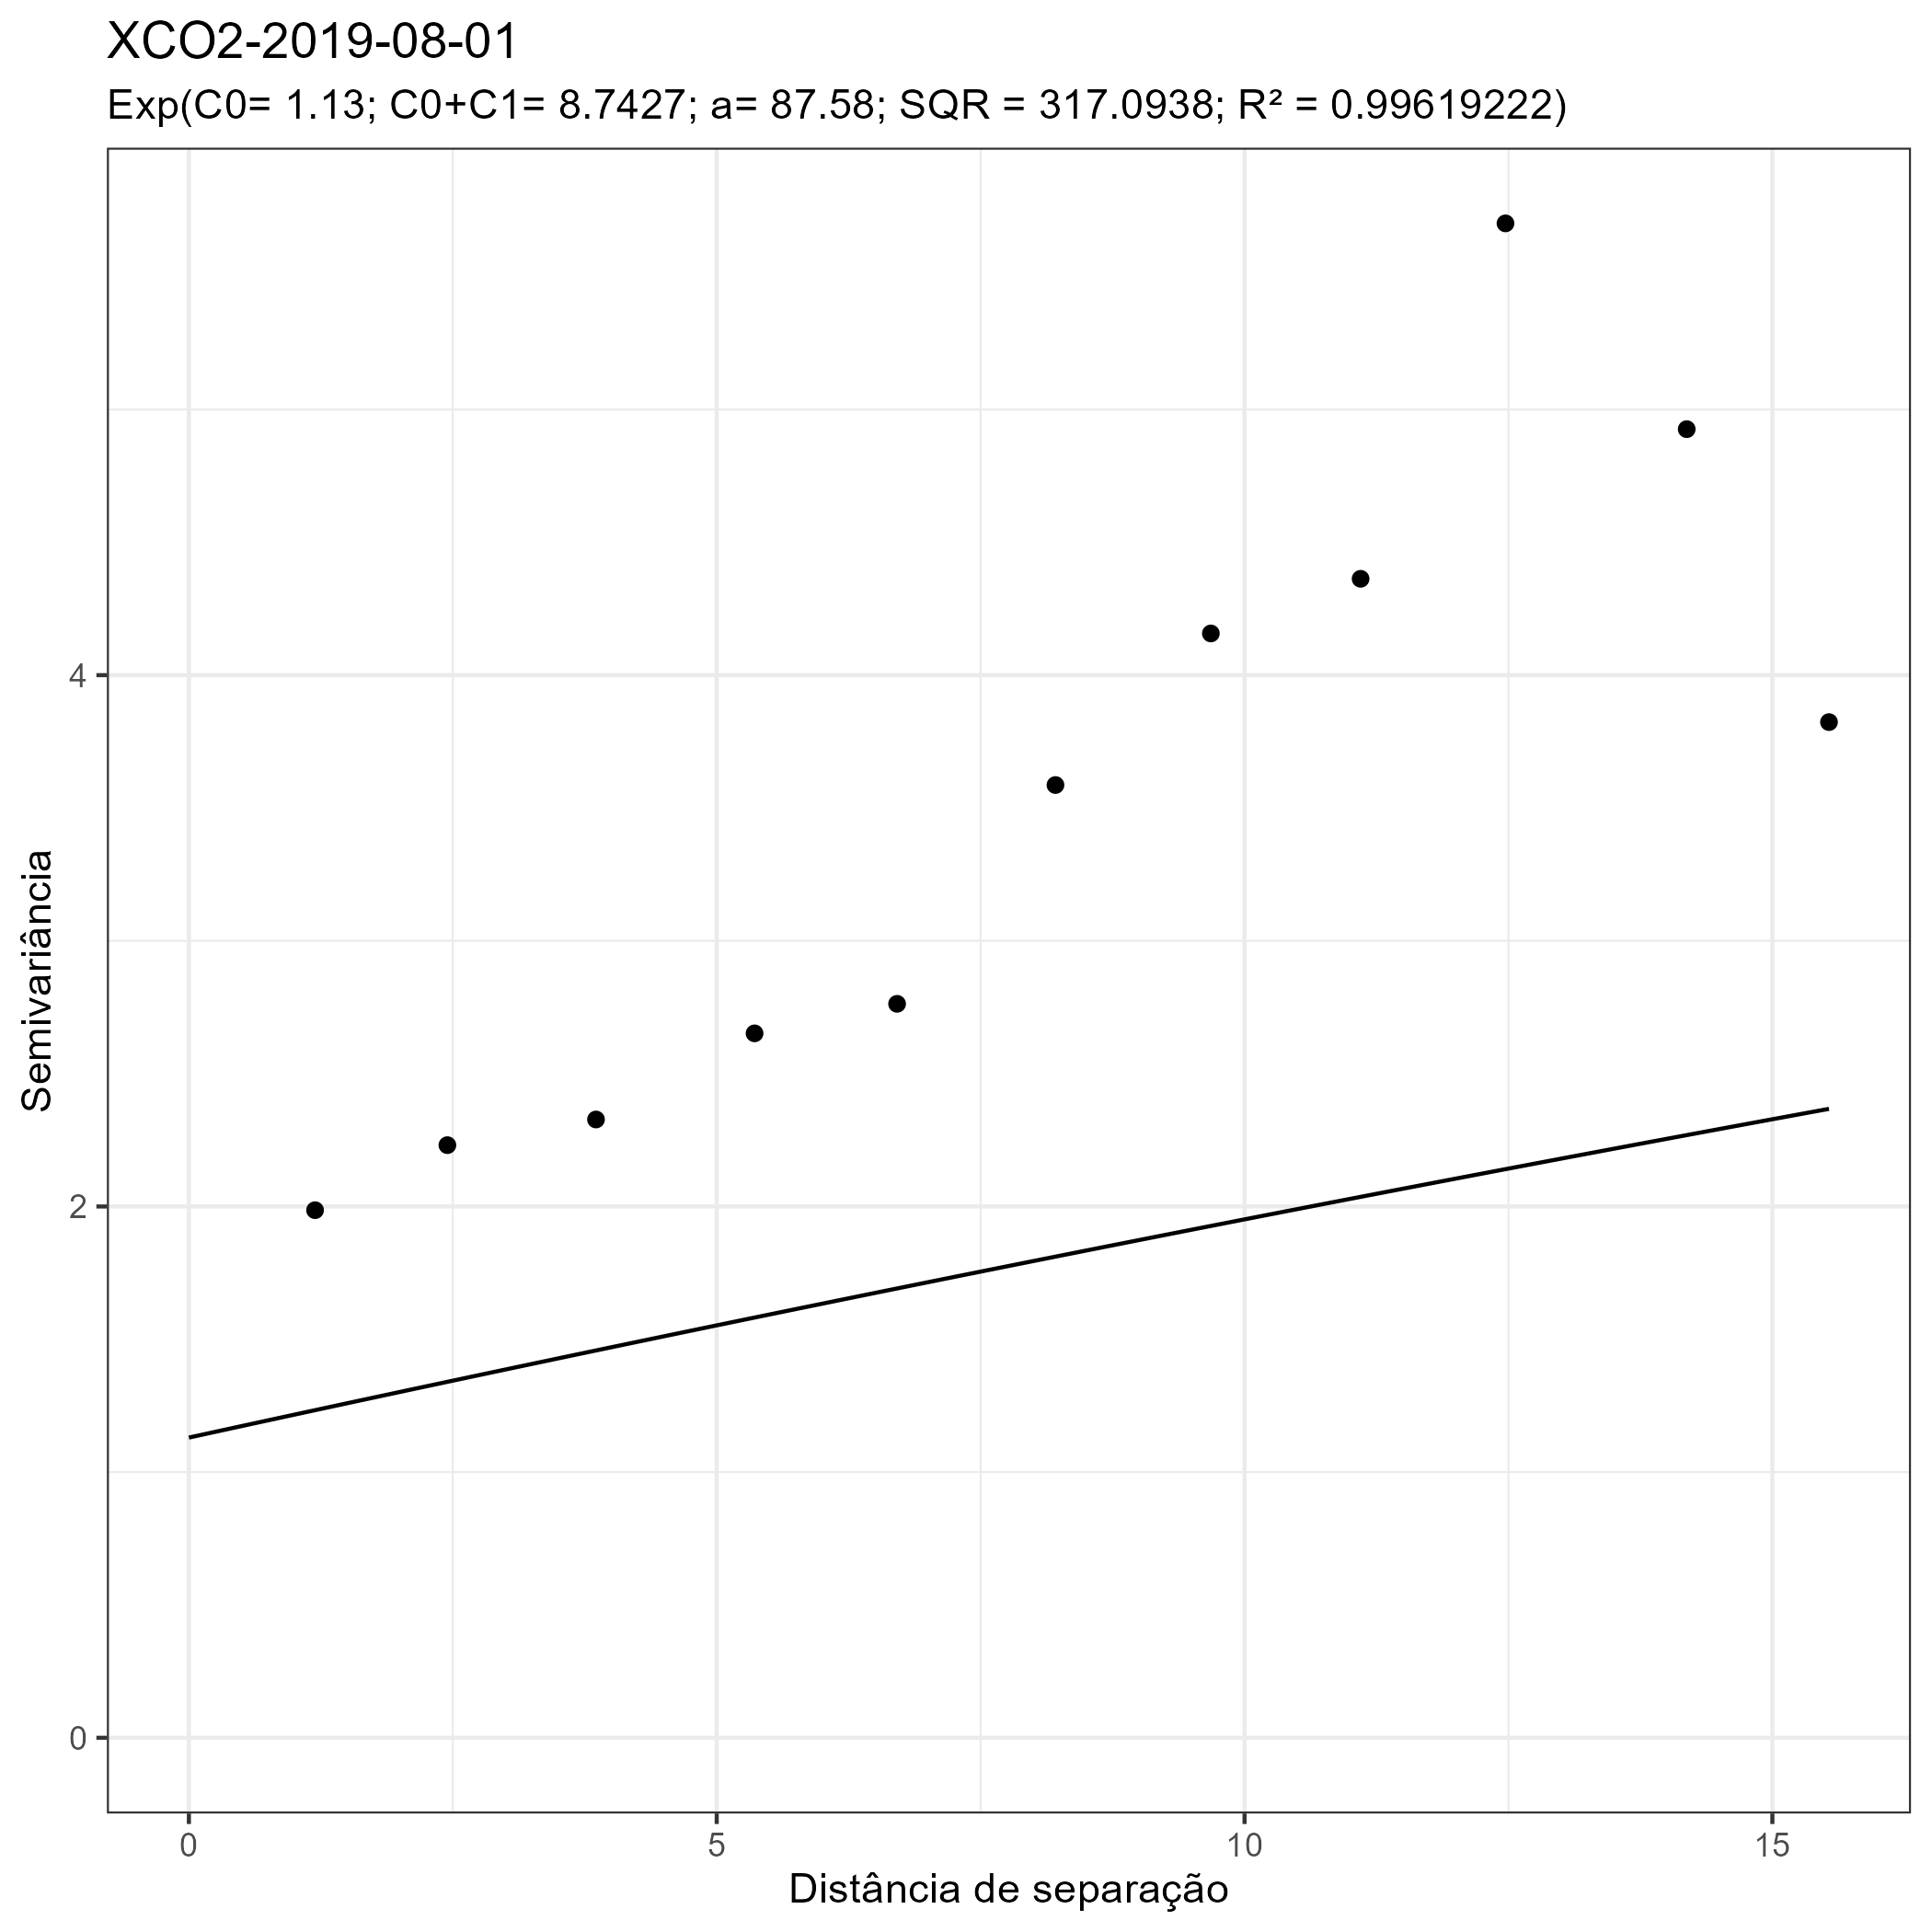 XCO2-2019-08-01
Exp(C0= 1.13; C0+C1= 8.7427; a= 87.58; SQR = 317.0938; R² = 0.99619222)
Semivariância
4
2
0
0 5 10 15
Distância de separação